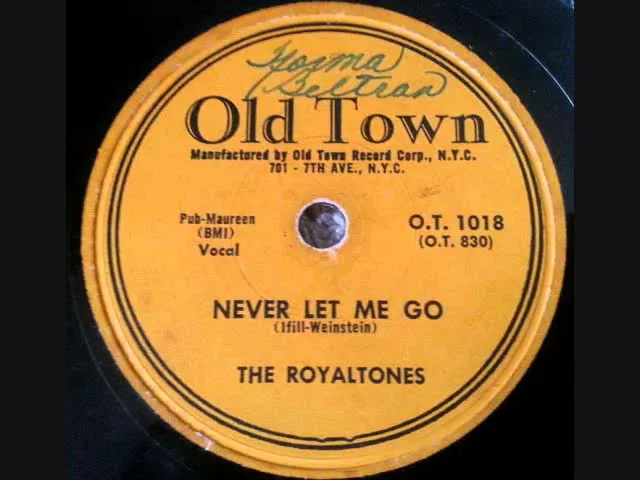 Norma
Beltran
Old Town
Manufactured by Old Town Record Corp., N.Y.C.
701 - 7TH AVE., N.Y.C.
Pub-Maureen
(BMI)
Vocal
O.T. 1018
(O.T. 830)
NEVER LET ME GO
(Ifill-Weinstein)
THE ROYALTONES